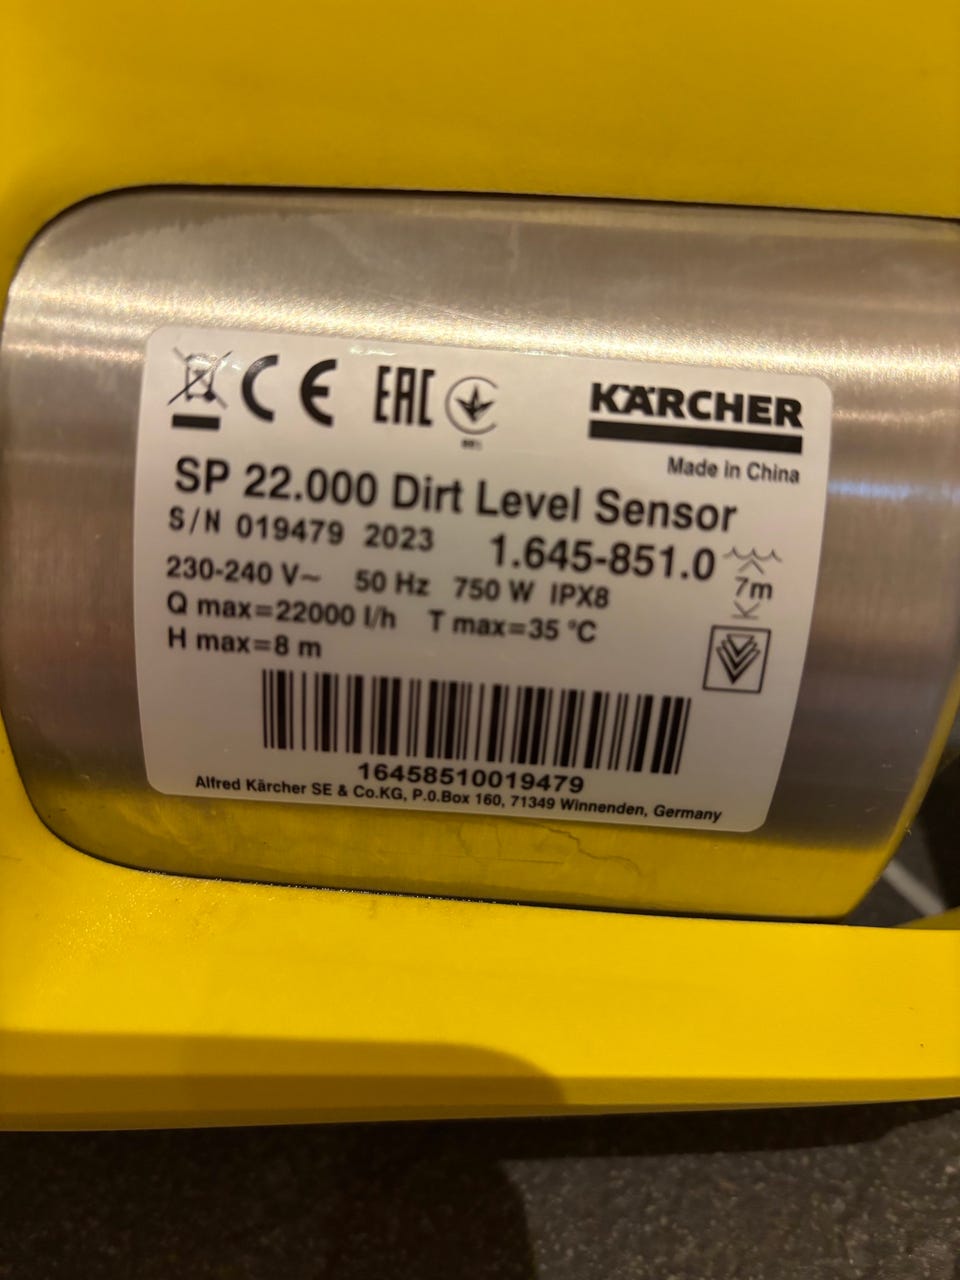 CE EAC
KÄRCHER
Made in China
SP 22.000 Dirt Level Sensor
S/N 019479 2023 1.645-851.0
230-240 V~ 50 Hz 750 W IPX8 7m
Q max=22000 l/h T max=35 °C
H max=8 m
16458510019479
Alfred Kärcher SE & Co.KG, P.O.Box 160, 71349 Winnenden, Germany